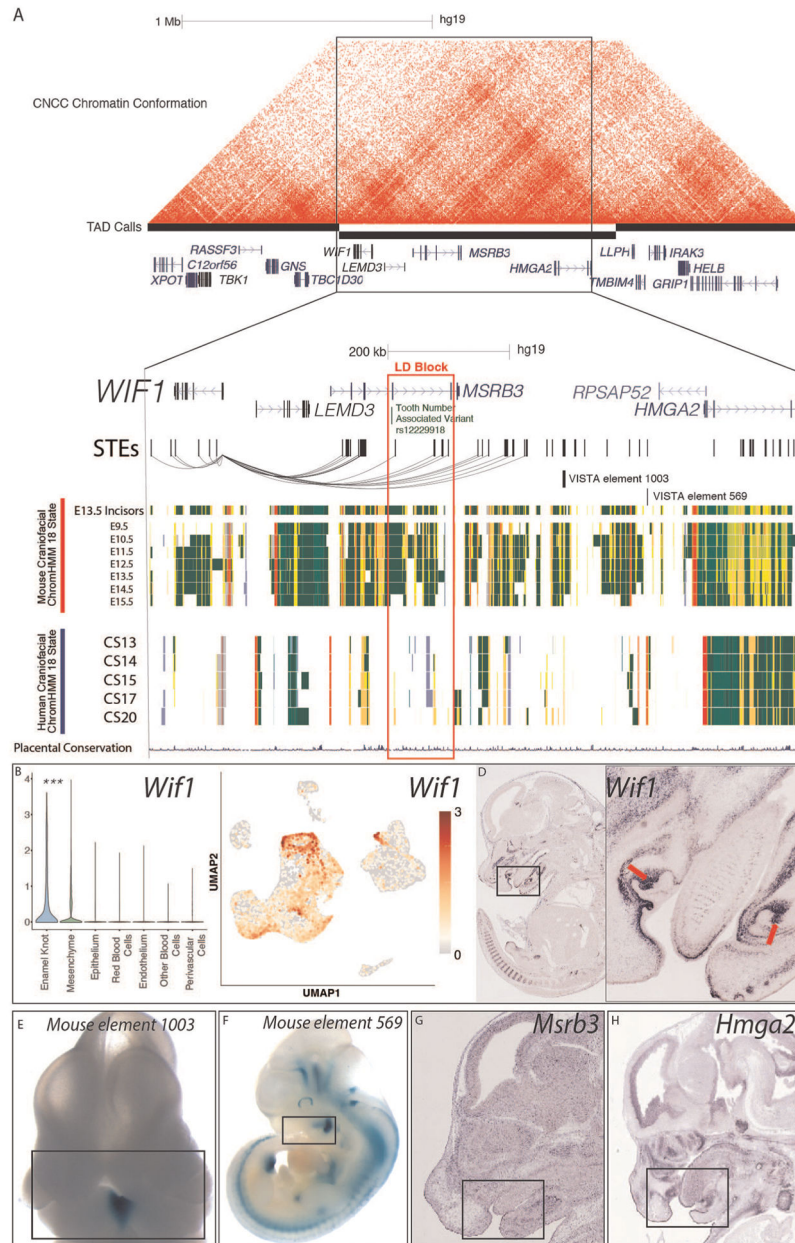 A
1 Mb
hg19
CNCC Chromatin Conformation
TAD Calls
RASSF3
WIF1
MSRB3
LLPH
IRAK3
C12orf56
GNS
LEMD3
HMGA2
HELB
XPOT
TBK1
TBC1D30
TMBIM4
GRIP1
200 kb
hg19
LD Block
WIF1
MSRB3
RPSAP52
LEMD3
HMGA2
Tooth Number
Associated Variant
rs12229918
STEs
VISTA element 1003
VISTA element 569
Mouse Craniofacial
ChromHMM 18 State
E13.5 Incisors
E9.5
E10.5
E11.5
E12.5
E13.5
E14.5
E15.5
Human Craniofacial
ChromHMM 18 State
CS13
CS14
CS15
CS17
CS20
Placental Conservation
B
4
3
2
1
0
***
Wif1
Enamel Knot
Mesenchyme
Epithelium
Red Blood
Cells
Endothelium
Other Blood
Cells
Perivascular
Cells
Wif1
3
0
UMAP2
UMAP1
D
Wif1
E
Mouse element 1003
F
Mouse element 569
G
Msrb3
H
Hmga2